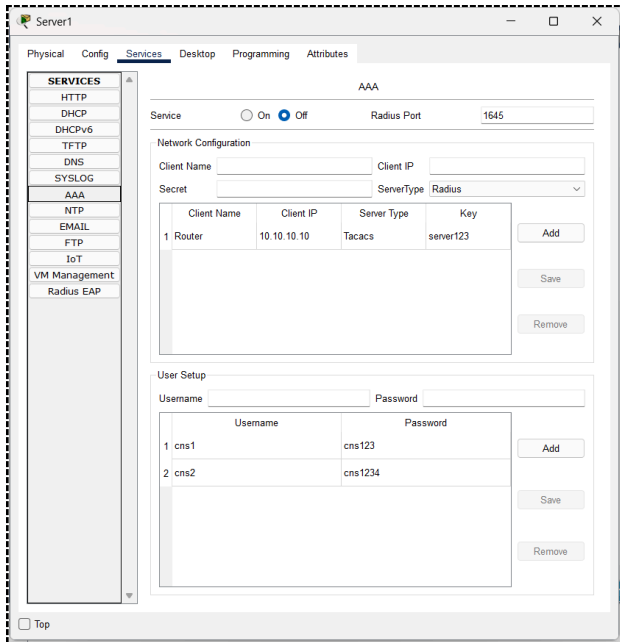 Server1
Physical Config Services Desktop Programming Attributes
SERVICES
HTTP
DHCP
DHCPv6
TFTP
DNS
SYSLOG
AAA
NTP
EMAIL
FTP
IoT
VM Management
Radius EAP
AAA
Service On Off Radius Port 1645
Network Configuration
Client Name Client IP
Secret ServerType Radius
Client Name Client IP Server Type Key
1 Router 10.10.10.10 Tacacs server123
Add
Save
Remove
User Setup
Username Password
Username Password
1 cns1 cns123
2 cns2 cns1234
Add
Save
Remove
Top